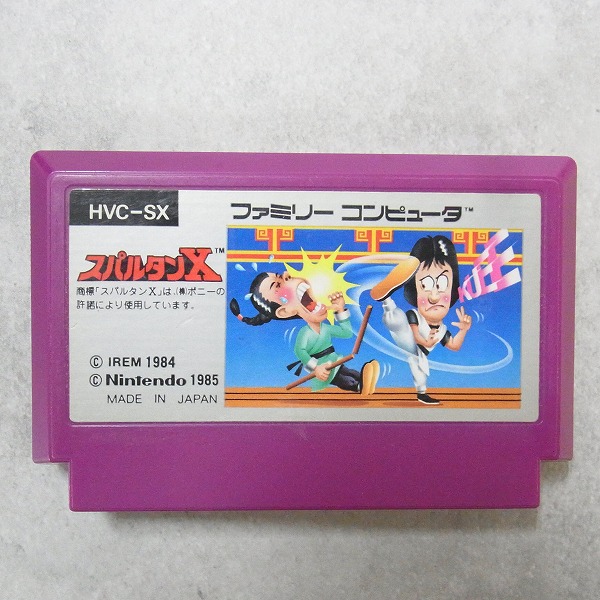 HVC-SX
ファミリー コンピュータ™
スパルタンX™
商標「スパルタンX」は、(株)ポニーの
許諾により使用しています。
© IREM 1984
© Nintendo 1985
MADE IN JAPAN